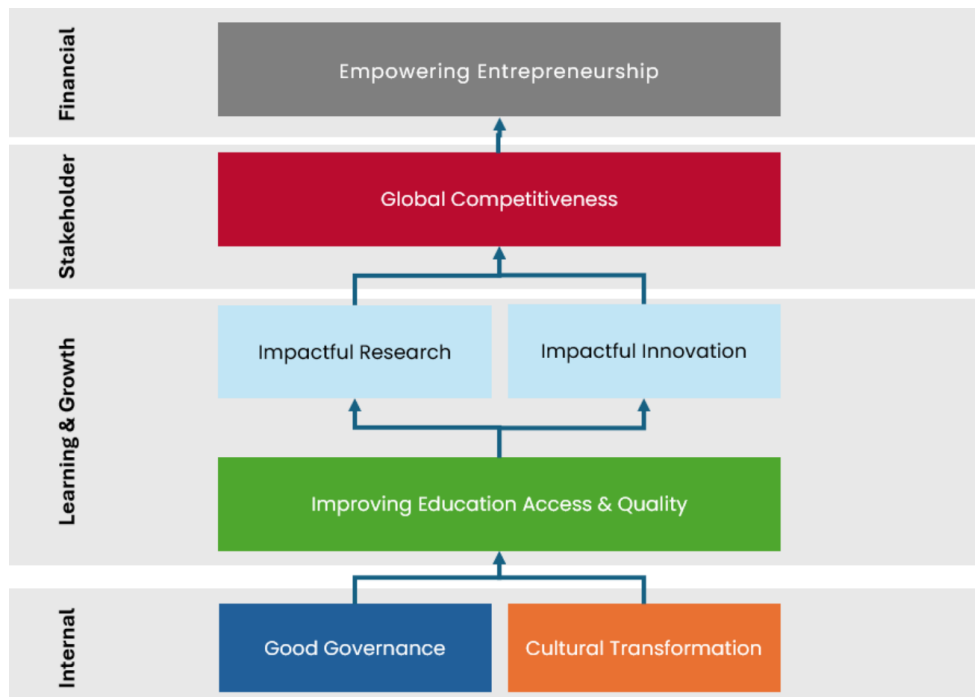 Financial
Empowering Entrepreneurship
Stakeholder
Global Competitiveness
Learning & Growth
Impactful Research
Impactful Innovation
Improving Education Access & Quality
Internal
Good Governance
Cultural Transformation